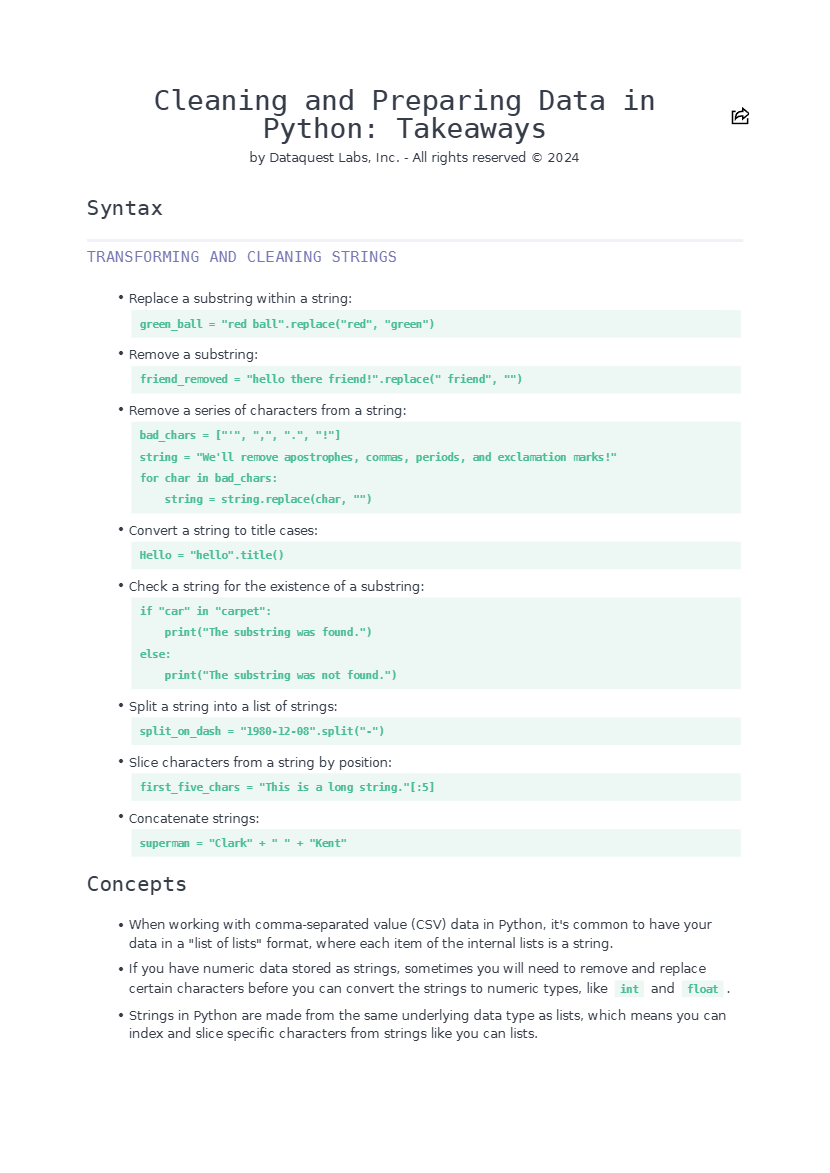 Cleaning and Preparing Data in
Python: Takeaways
by Dataquest Labs, Inc. - All rights reserved © 2024
Syntax
TRANSFORMING AND CLEANING STRINGS
• Replace a substring within a string:
green_ball = "red ball".replace("red", "green")
• Remove a substring:
friend_removed = "hello there friend!".replace(" friend", "")
• Remove a series of characters from a string:
bad_chars = ["'", ",", ".", "!"]
string = "We'll remove apostrophes, commas, periods, and exclamation marks!"
for char in bad_chars:
    string = string.replace(char, "")
• Convert a string to title cases:
Hello = "hello".title()
• Check a string for the existence of a substring:
if "car" in "carpet":
    print("The substring was found.")
else:
    print("The substring was not found.")
• Split a string into a list of strings:
split_on_dash = "1980-12-08".split("-")
• Slice characters from a string by position:
first_five_chars = "This is a long string."[:5]
• Concatenate strings:
superman = "Clark" + " " + "Kent"
Concepts
• When working with comma-separated value (CSV) data in Python, it's common to have your
data in a "list of lists" format, where each item of the internal lists is a string.
• If you have numeric data stored as strings, sometimes you will need to remove and replace
certain characters before you can convert the strings to numeric types, like int and float .
• Strings in Python are made from the same underlying data type as lists, which means you can
index and slice specific characters from strings like you can lists.